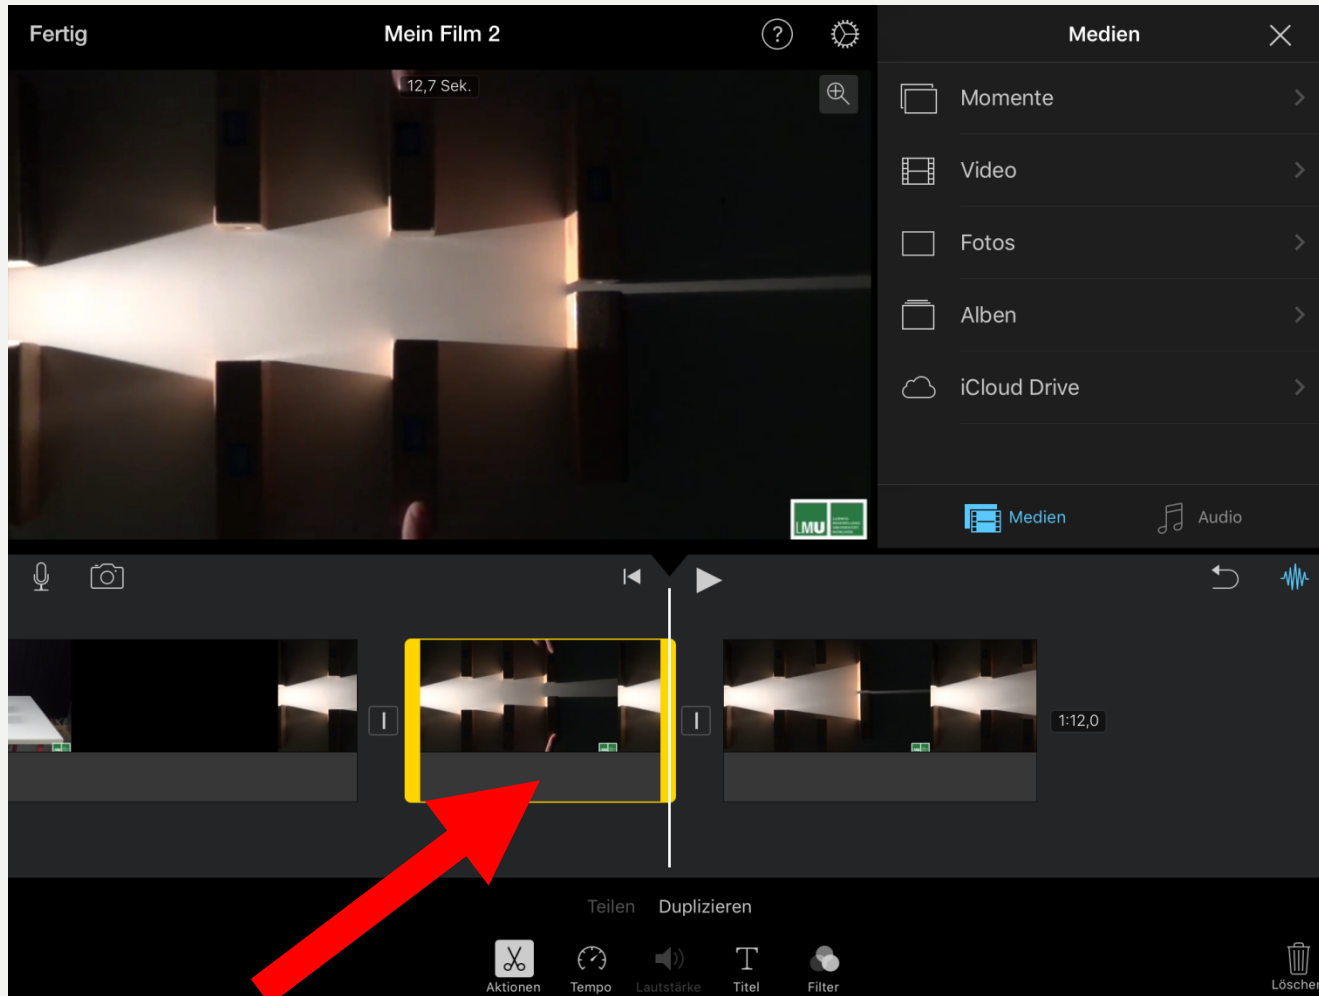 Fertig
Mein Film 2
?
Medien
12,7 Sek.
Momente
Video
Fotos
Alben
iCloud Drive
LMU
Medien
Audio
1:12,0
Teilen
Duplizieren
Aktionen
Tempo
Lautstärke
T
Titel
Filter
Löschen